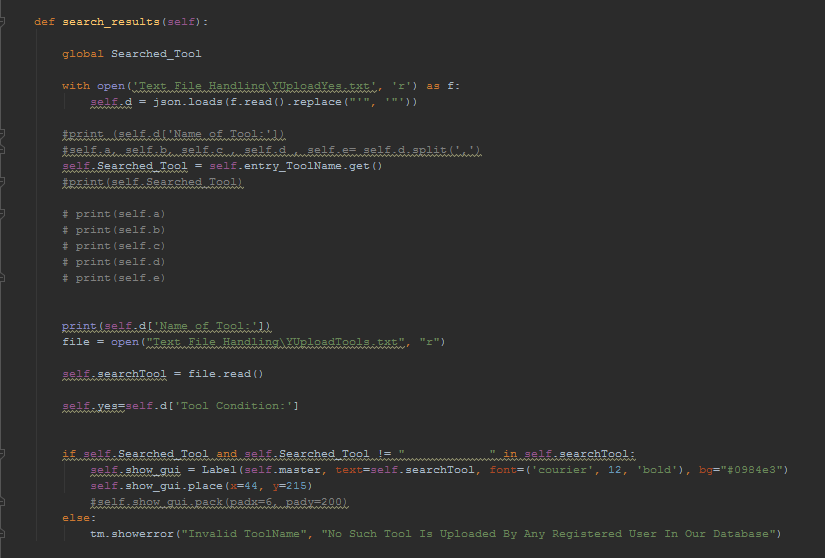 def search_results(self):
global Searched_Tool
with open('Text File Handling\YUploadYes.txt', 'r') as f:
self.d = json.loads(f.read().replace("'", '"'))
#print (self.d['Name of Tool:'])
#self.a, self.b, self.c , self.d , self.e= self.d.split(',')
self.Searched_Tool = self.entry_ToolName.get()
#print(self.Searched_Tool)
# print(self.a)
# print(self.b)
# print(self.c)
# print(self.d)
# print(self.e)
print(self.d['Name of Tool:'])
file = open("Text File Handling\YUploadTools.txt", "r")
self.searchTool = file.read()
self.yes=self.d['Tool Condition:']
if self.Searched_Tool and self.Searched_Tool != "            " in self.searchTool:
self.show_gui = Label(self.master, text=self.searchTool, font=('courier', 12, 'bold'), bg="#0984e3")
self.show_gui.place(x=44, y=215)
#self.show_gui.pack(padx=6, pady=200)
else:
tm.showerror("Invalid ToolName", "No Such Tool Is Uploaded By Any Registered User In Our Database")